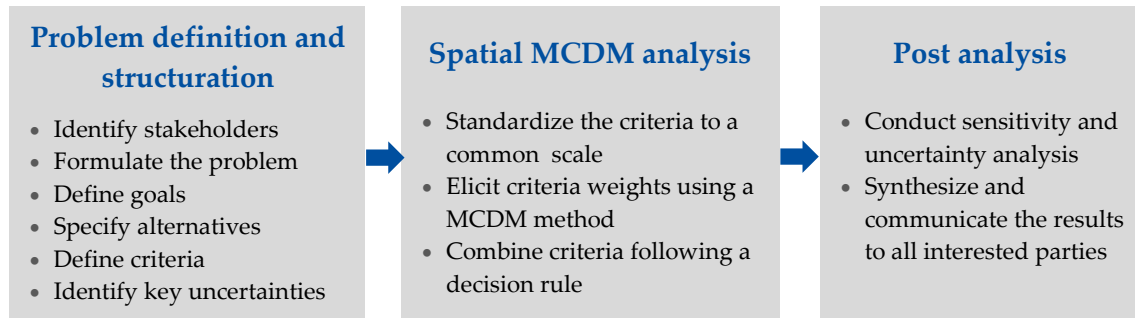 Problem definition and
structuration
• Identify stakeholders
• Formulate the problem
• Define goals
• Specify alternatives
• Define criteria
• Identify key uncertainties
Spatial MCDM analysis
• Standardize the criteria to a
common scale
• Elicit criteria weights using a
MCDM method
• Combine criteria following a
decision rule
Post analysis
• Conduct sensitivity and
uncertainty analysis
• Synthesize and
communicate the results
to all interested parties